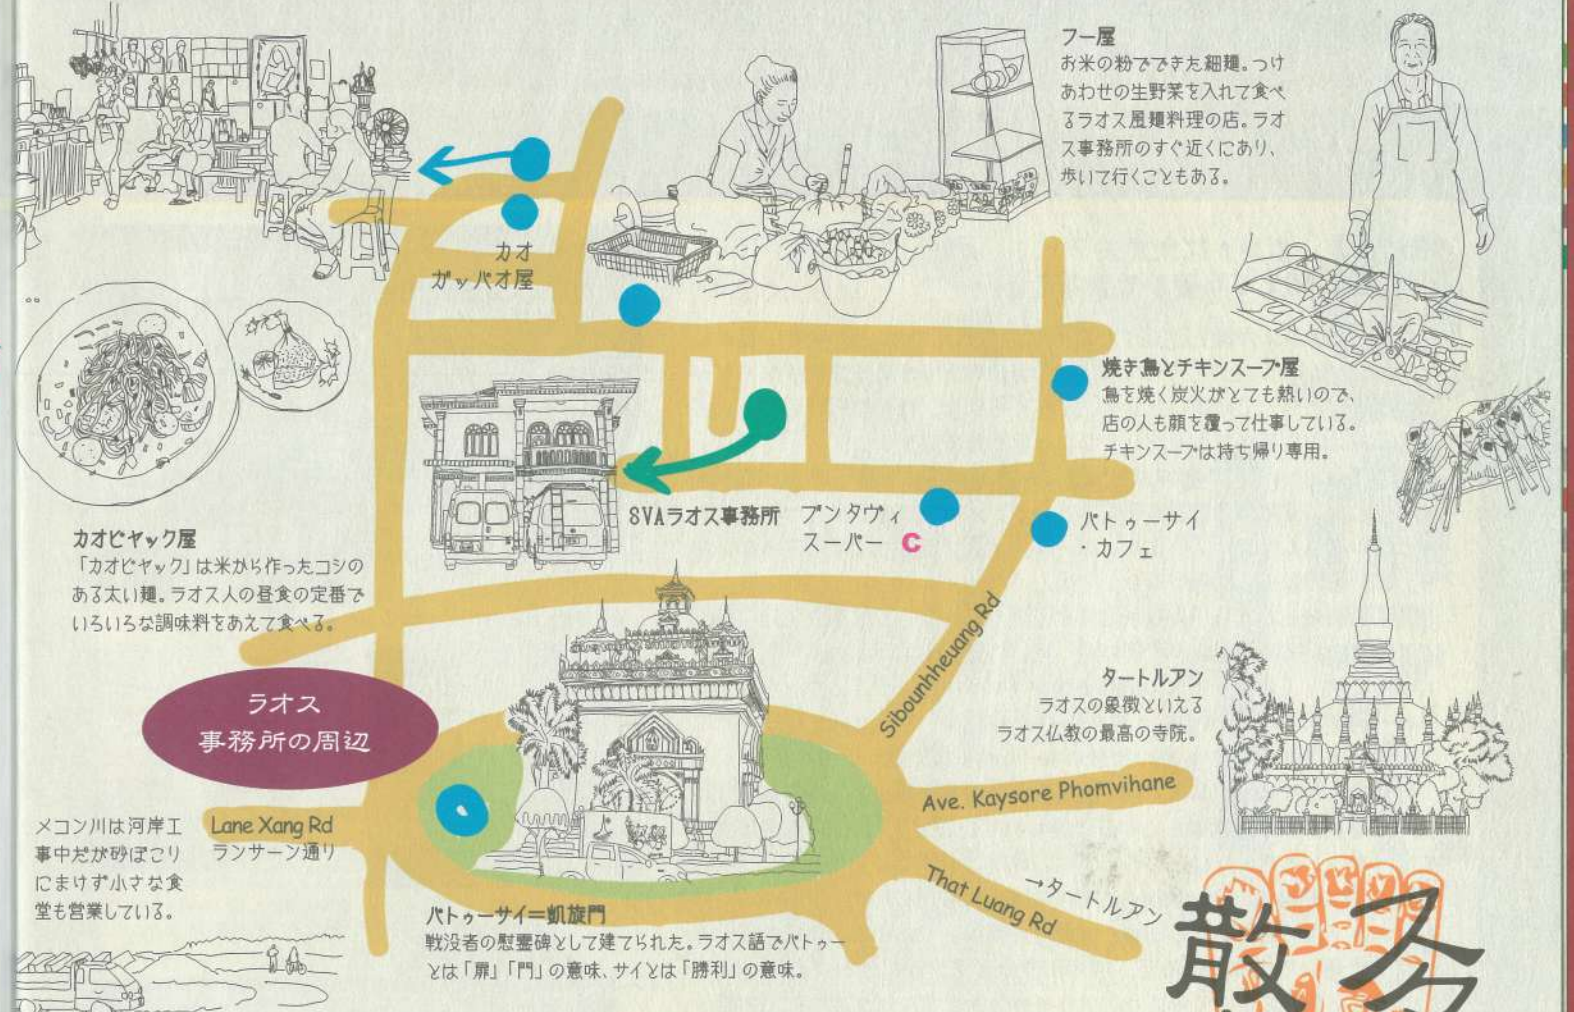 フー屋
お米の粉でできた細麺。つけ
あわせの生野菜を入れて食べ
るラオス風麺料理の店。ラオ
ス事務所のすぐ近くにあり、
歩いて行くこともある。
カオ
ガッパオ屋
焼き鳥とチキンスープ屋
鳥を焼く炭火がとても熱いので、
店の人も顔を覆って仕事している。
チキンスープは持ち帰り専用。
SVAラオス事務所
ブンタヴィ
スーパー C
パトゥーサイ
・カフェ
カオピヤック屋
「カオピヤック」は米から作ったコシの
ある太い麺。ラオス人の昼食の定番で
いろいろな調味料をあえて食べる。
ラオス
事務所の周辺
Sibounhheuang Rd
タートルアン
ラオスの象徴といえる
ラオス仏教の最高の寺院。
Ave. Kaysore Phomvihane
Lane Xang Rd
ランサーン通り
メコン川は河岸工
事中だが砂ぼこり
にまけず小さな食
堂も営業している。
That Luang Rd
→タートルアン
パトゥーサイ=凱旋門
戦没者の慰霊碑として建てられた。ラオス語でパトゥー
とは「扉」「門」の意味、サイとは「勝利」の意味。
散